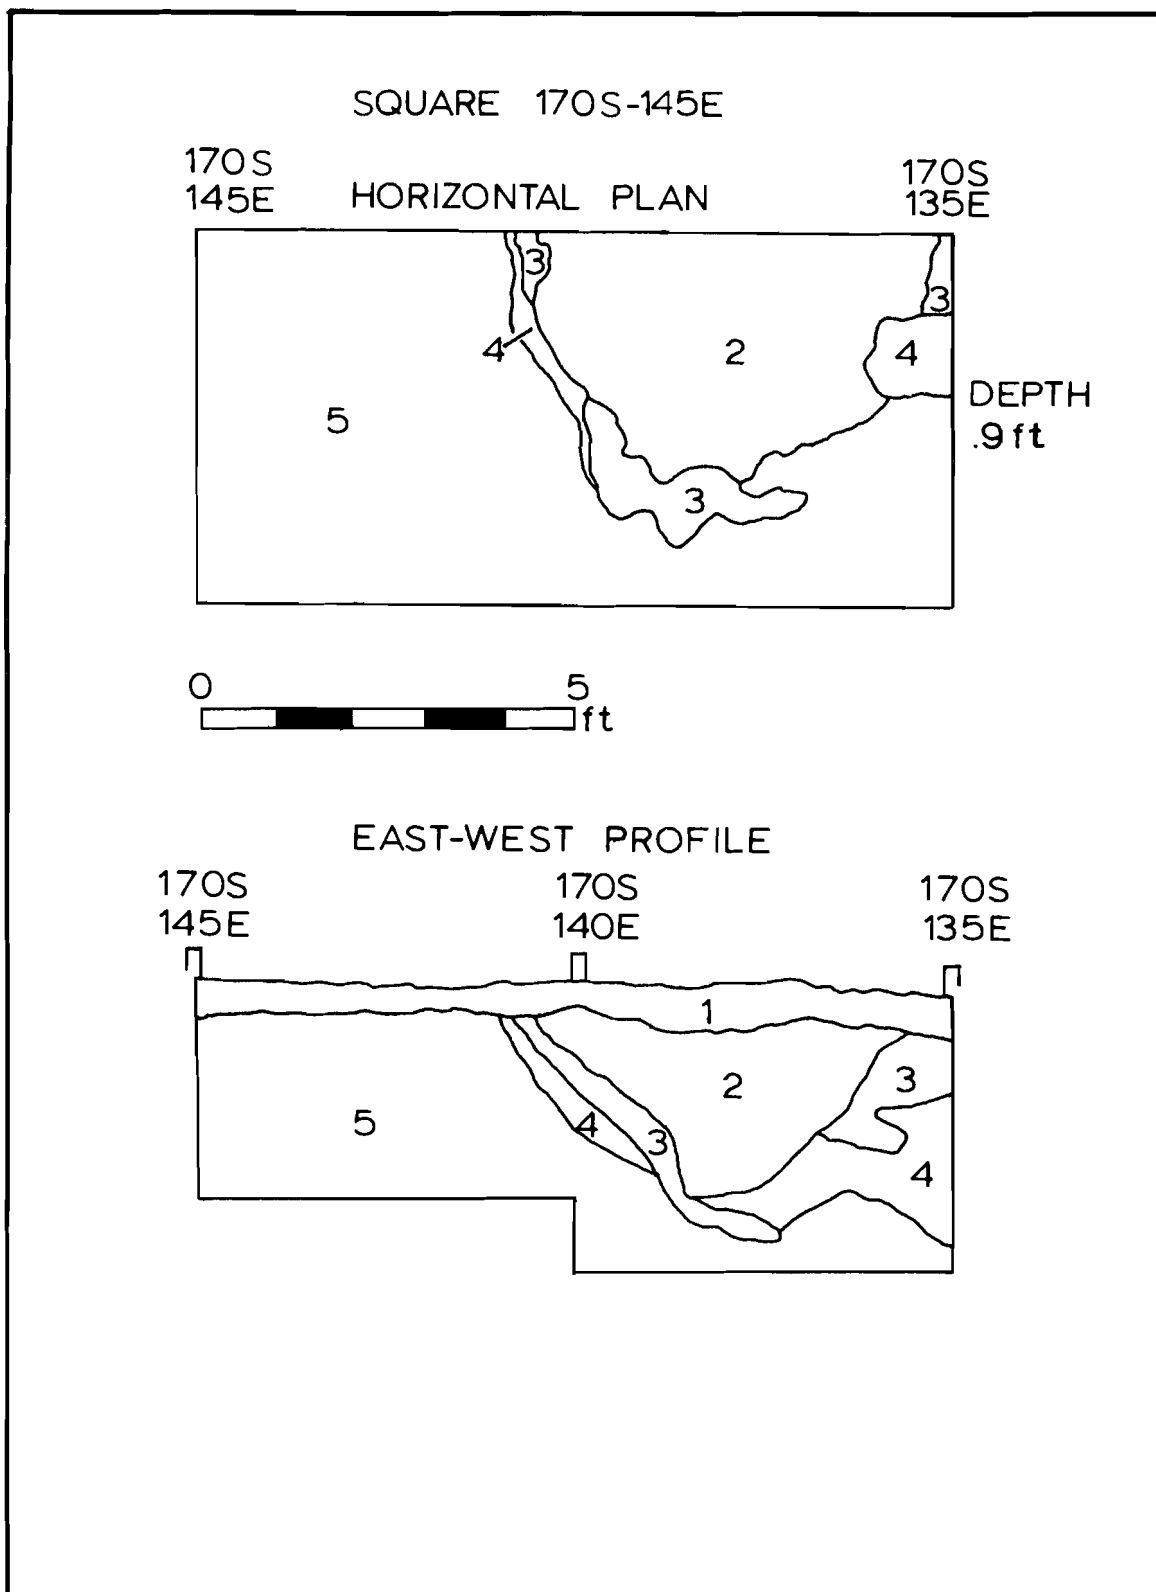 SQUARE 170S-145E
170S
145E
HORIZONTAL PLAN
170S
135E
3
3
4
2
4
5
DEPTH
.9ft
3
0
5
ft
EAST-WEST PROFILE
170S
145E
170S
140E
170S
135E
1
2
3
5
4
3
4